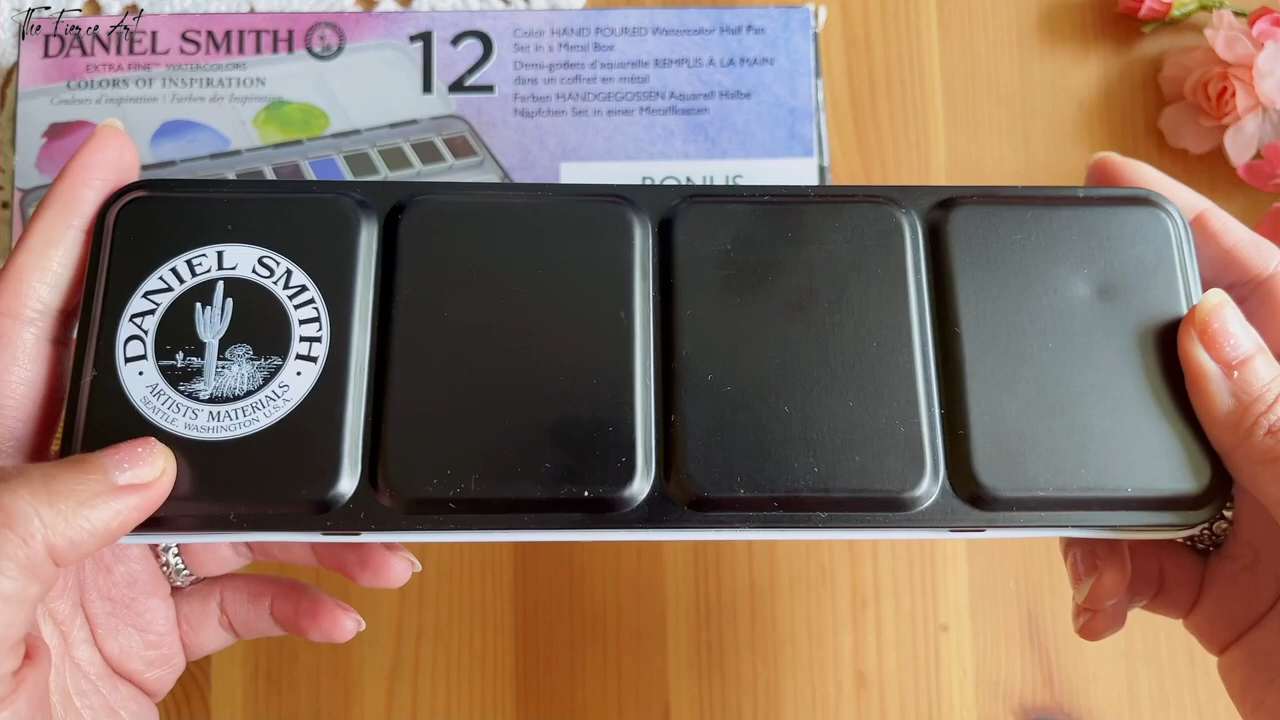 The Fierce Art
DANIEL SMITH
EXTRA FINE™ WATERCOLORS
COLORS OF INSPIRATION
Couleurs d'inspiration | Farben der Inspiration
12
Color HAND POURED Watercolor Half Pan
Set in a Metal Box
Demi-godets d'aquarelle REMPLIS À LA MAIN
dans un coffret en métal
Farben HANDGEGOSSEN Aquarell Halbe
Näpfchen Set in einer Metallkasten
BONUS
DANIEL SMITH
· ARTISTS' MATERIALS ·
SEATTLE, WASHINGTON U.S.A.